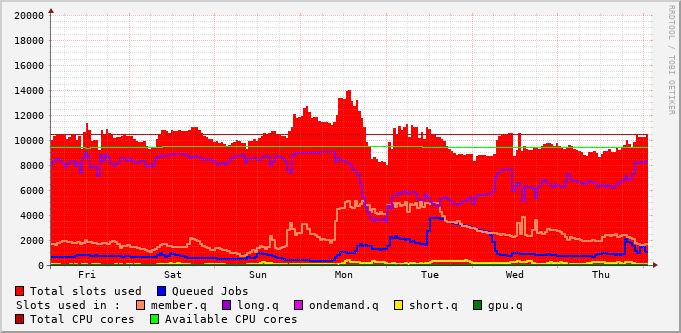 20000
18000
16000
14000
12000
10000
8000
6000
4000
2000
0
Fri Sat Sun Mon Tue Wed Thu
RRDTOOL / TOBI OETIKER
Total slots used Queued Jobs
Slots used in : member.q long.q ondemand.q short.q gpu.q
Total CPU cores Available CPU cores